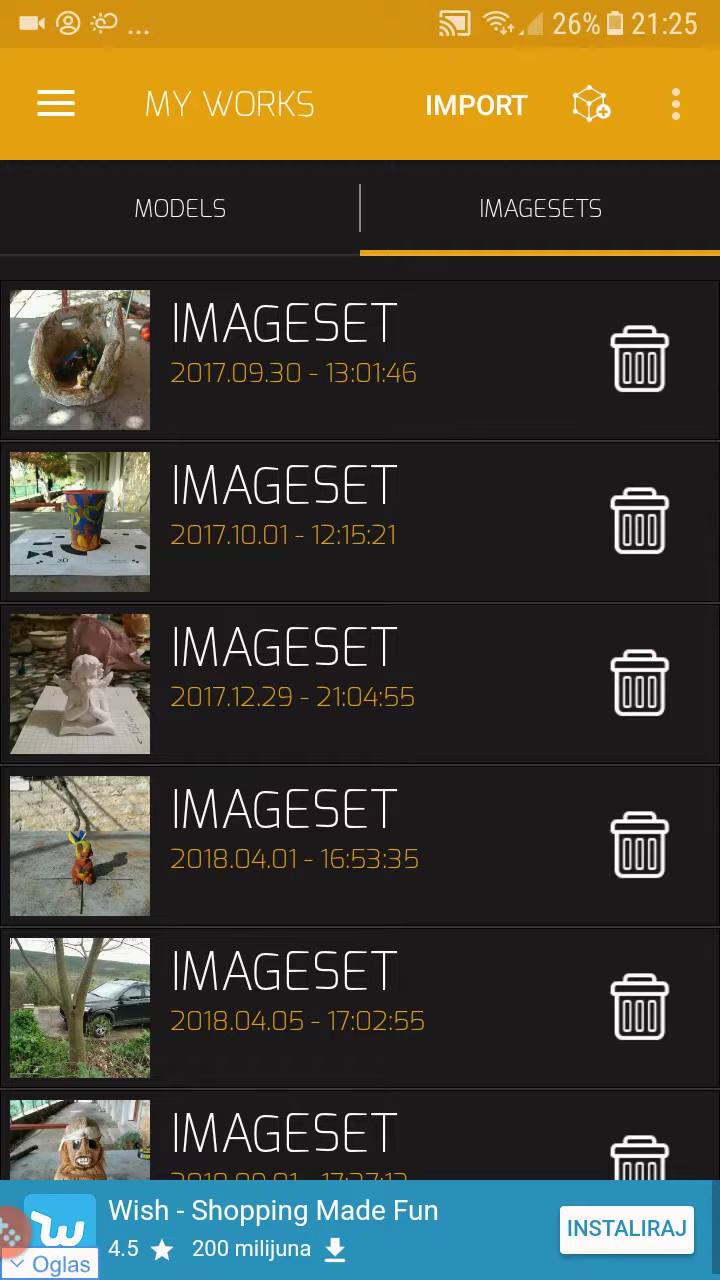 ... 26% 21:25
MY WORKS IMPORT
MODELS IMAGESETS
IMAGESET
2017.09.30 - 13:01:46
IMAGESET
2017.10.01 - 12:15:21
IMAGESET
2017.12.29 - 21:04:55
IMAGESET
2018.04.01 - 16:53:35
IMAGESET
2018.04.05 - 17:02:55
IMAGESET
Wish - Shopping Made Fun
4.5 200 milijuna
INSTALIRAJ
Oglas